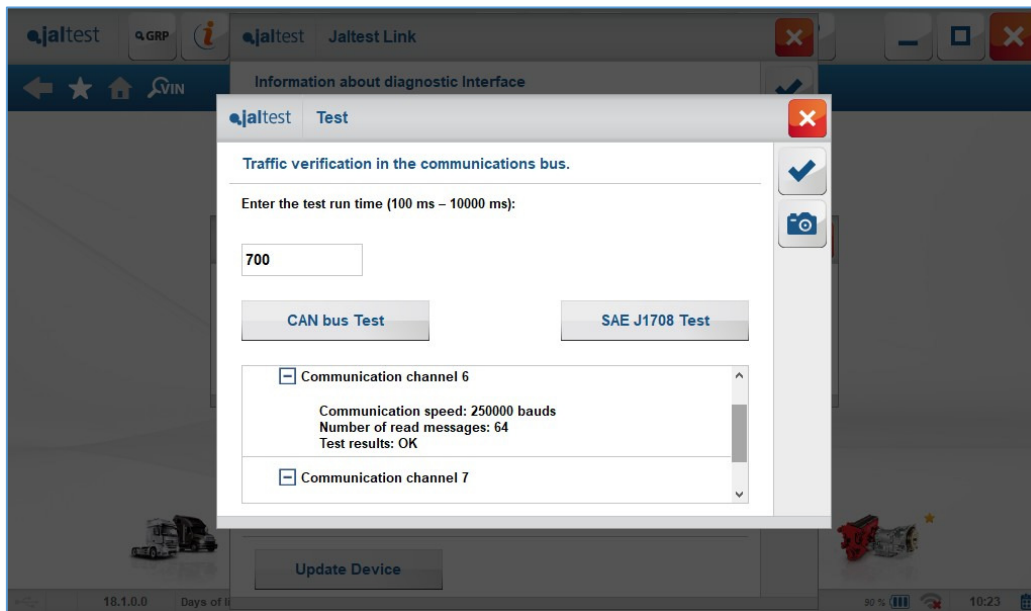 jaltest
GRP
i
jaltest Jaltest Link
VIN
Information about diagnostic Interface
jaltest Test
Traffic verification in the communications bus.
Enter the test run time (100 ms – 10000 ms):
700
CAN bus Test
SAE J1708 Test
Communication channel 6
Communication speed: 250000 bauds
Number of read messages: 64
Test results: OK
Communication channel 7
Update Device
18.1.0.0 Days of
90 % 10:23